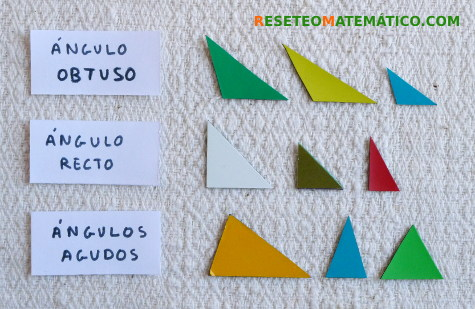 RESETEOMATEMÁTICO.COM
ÁNGULO
OBTUSO
ÁNGULO
RECTO
ÁNGULOS
AGUDOS